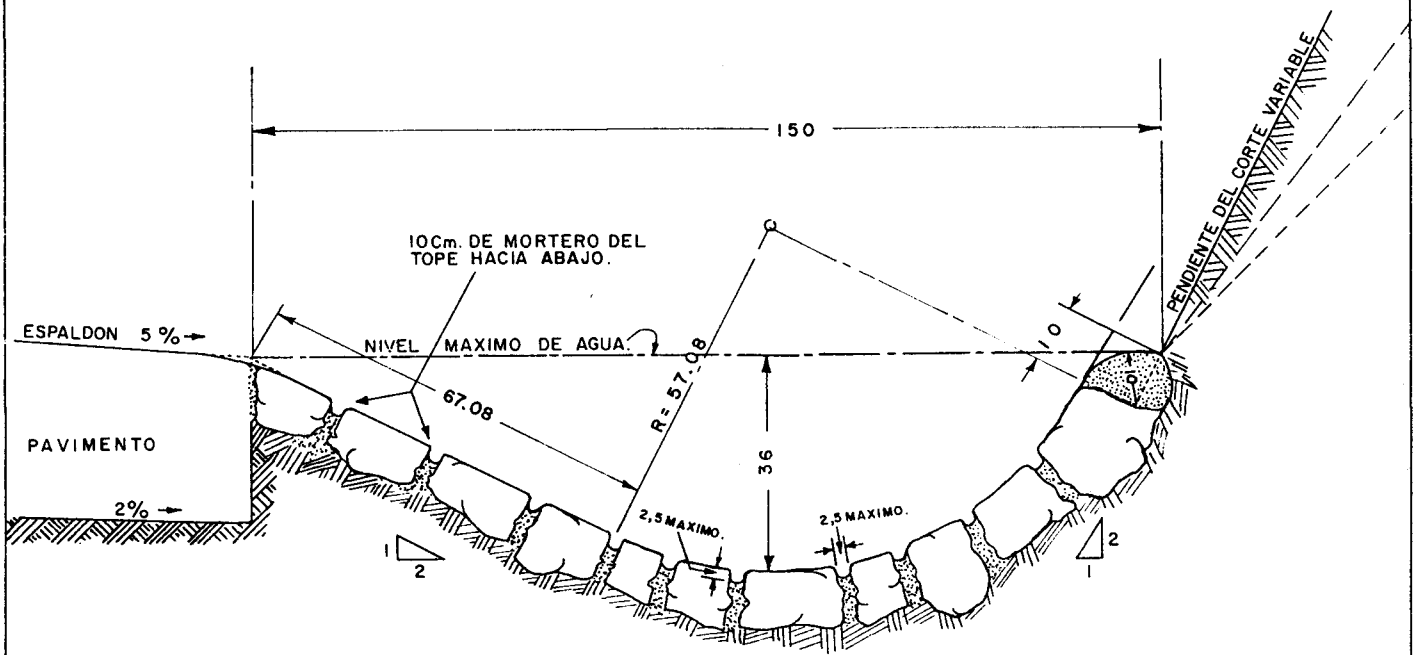 150
PENDIENTE DEL CORTE VARIABLE
10Cm. DE MORTERO DEL
TOPE HACIA ABAJO.
ESPALDON 5 %
NIVEL MAXIMO DE AGUA.
10
10
67.08
R = 57.08
36
PAVIMENTO
2%
2,5 MAXIMO.
2,5 MAXIMO.
1
2
2
1